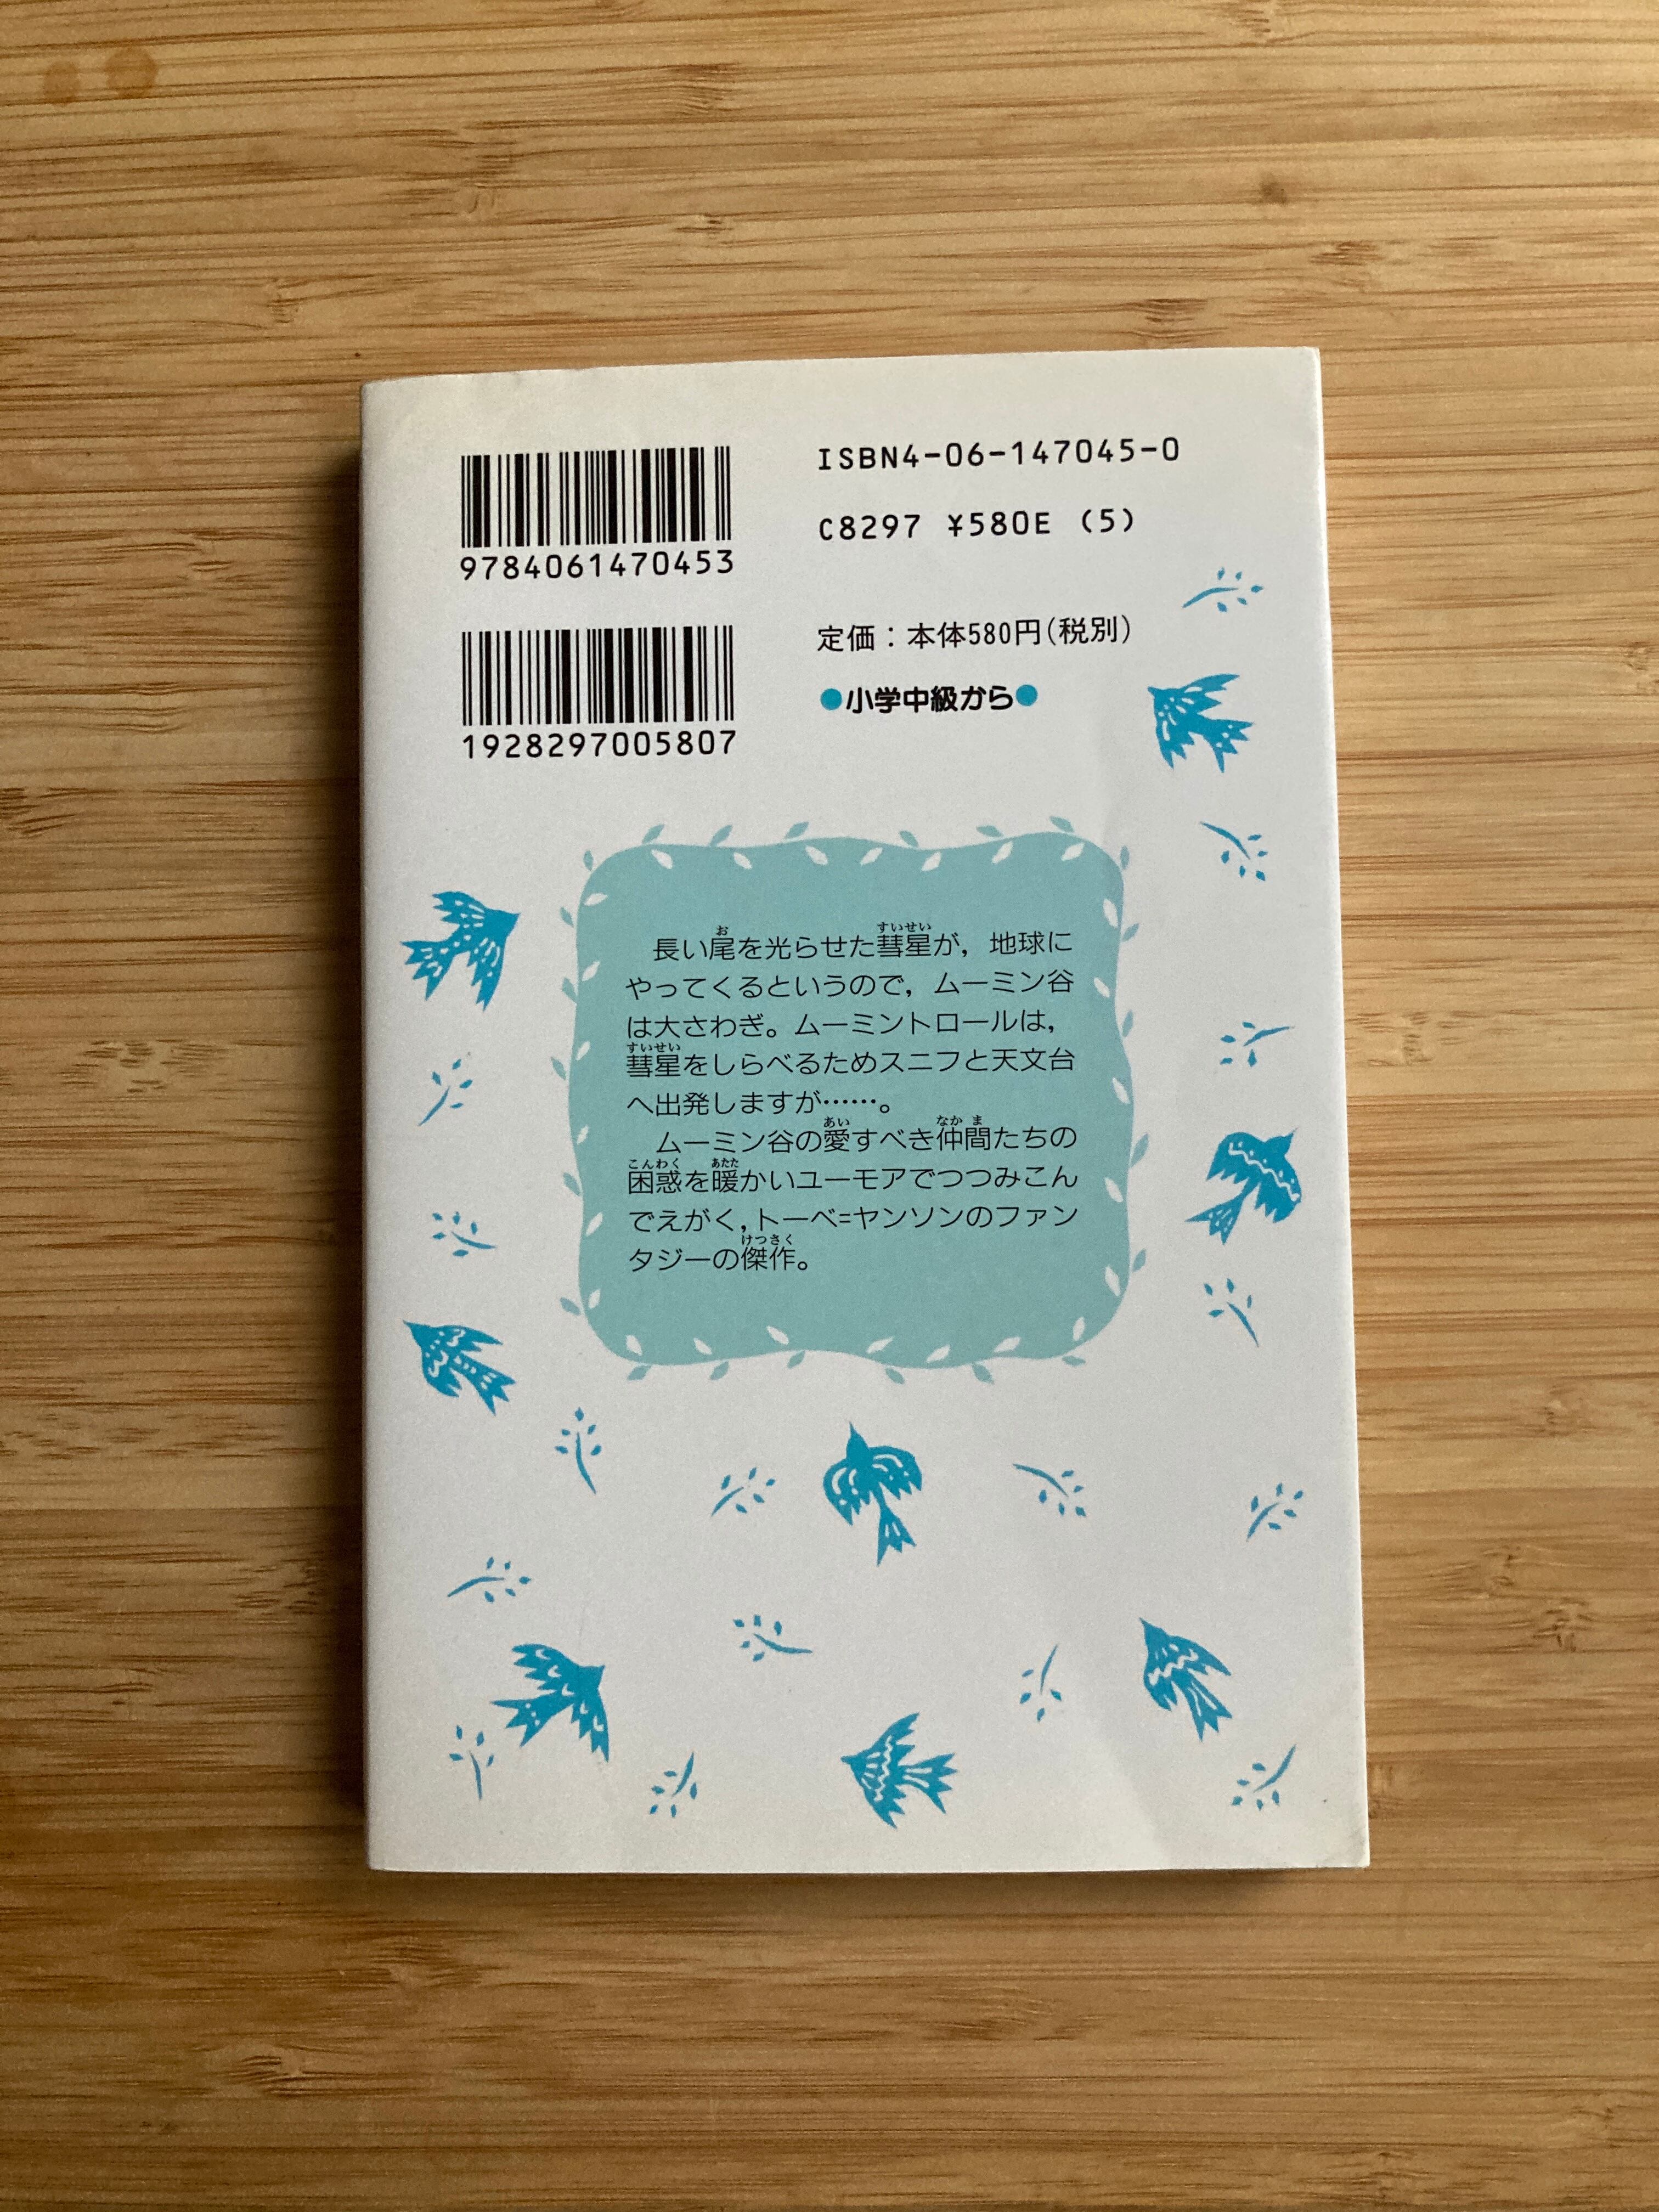 9784061470453
1928297005807
ISBN4-06-147045-0
C8297 ¥580E (5)
定価：本体580円(税別)
●小学中級から●
長い尾を光らせた彗星が，地球に
やってくるというので，ムーミン谷
は大さわぎ。ムーミントロールは，
彗星をしらべるためスニフと天文台
へ出発しますが……。
ムーミン谷の愛すべき仲間たちの
困惑を暖かいユーモアでつつみこん
でえがく，トーベ=ヤンソンのファン
タジーの傑作。